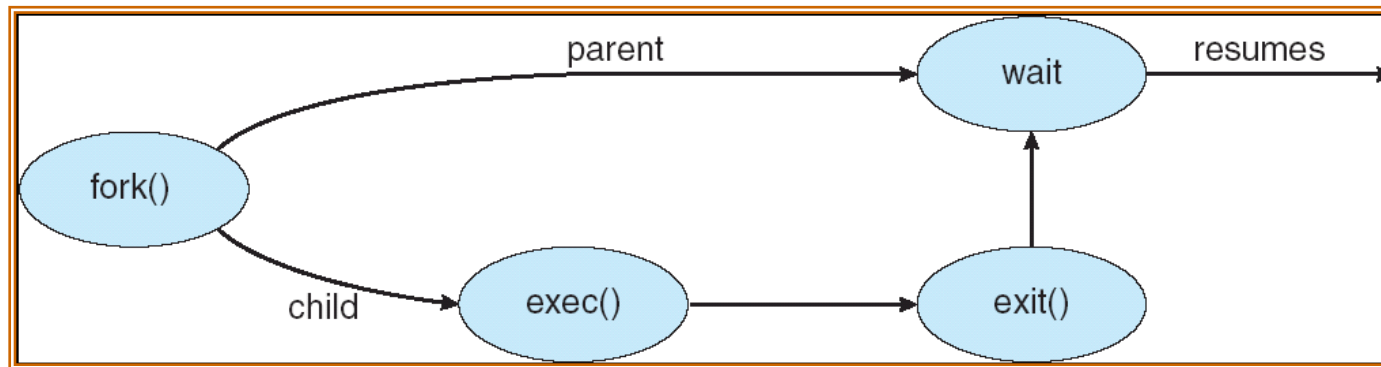 parent
wait
resumes
fork()
child
exec()
exit()